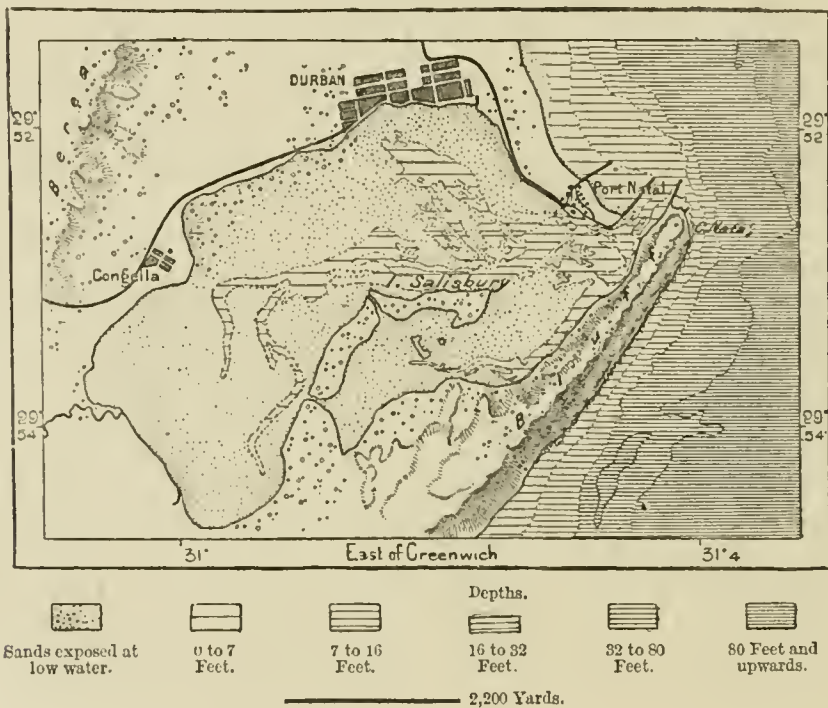 DURBAN
29°
52'
29°
52'
Berea
Port Natal
C. Natal
Congella
I. Salisbury
Bluff
29°
54'
29°
54'
31°
East of Greenwich
31°4'
Depths.
Sands exposed at
low water.
0 to 7
Feet.
7 to 16
Feet.
16 to 32
Feet.
32 to 80
Feet.
80 Feet and
upwards.
2,200 Yards.